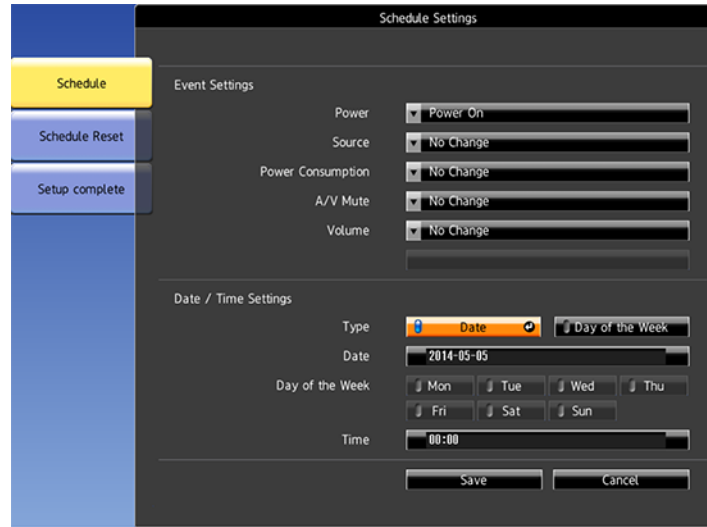 Schedule Settings
Schedule
Schedule Reset
Setup complete
Event Settings
Power Power On
Source No Change
Power Consumption No Change
A/V Mute No Change
Volume No Change
Date / Time Settings
Type Date Day of the Week
Date 2014-05-05
Day of the Week Mon Tue Wed Thu
Fri Sat Sun
Time 00:00
Save Cancel